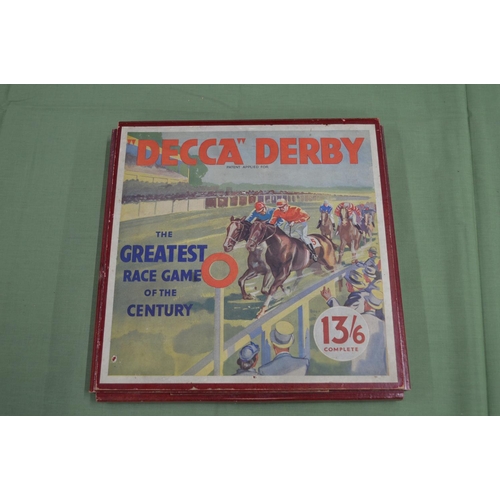 "DECCA" DERBY
THE
GREATEST
RACE GAME
OF THE
CENTURY
13/6
COMPLETE